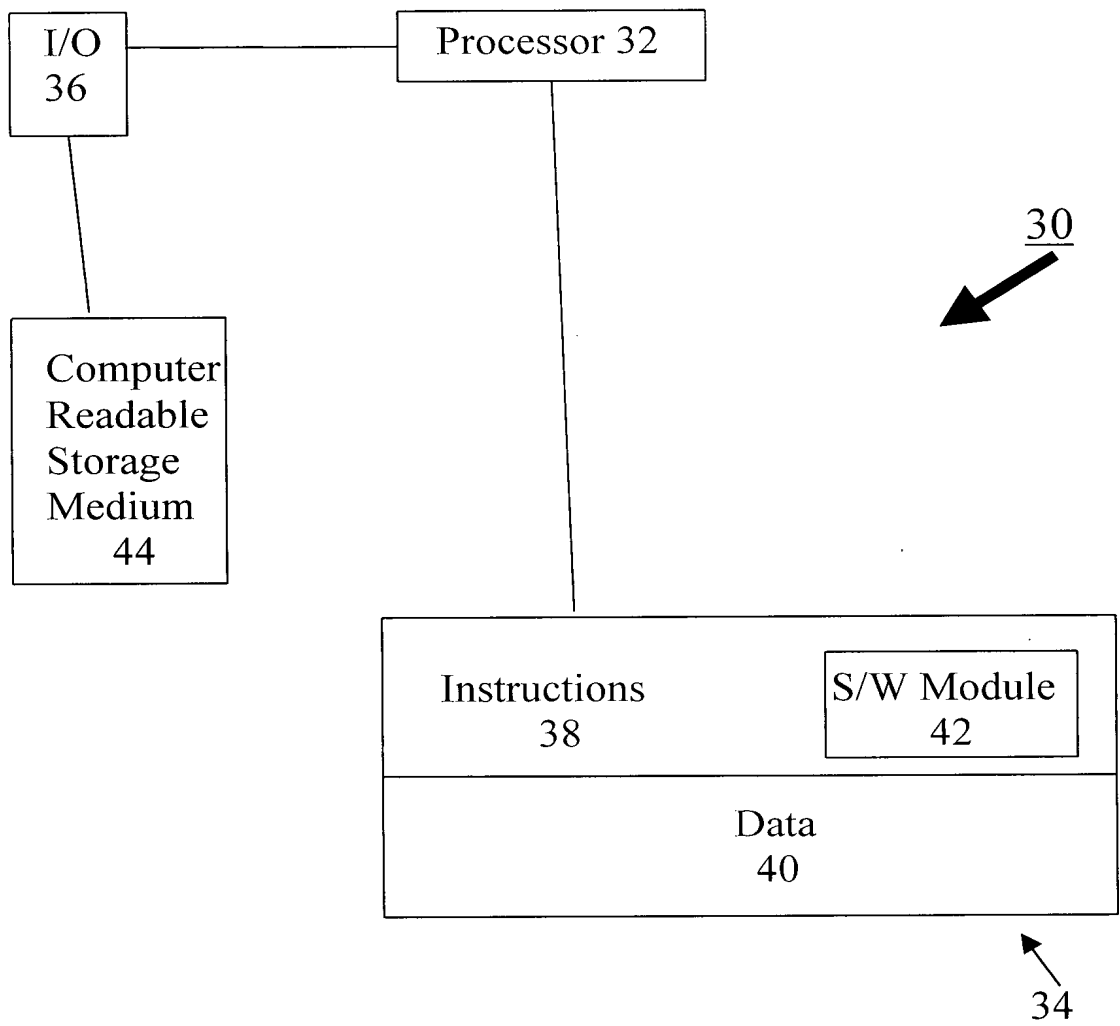 I/O
36
Processor 32
30
Computer
Readable
Storage
Medium
44
Instructions
38
S/W Module
42
Data
40
34